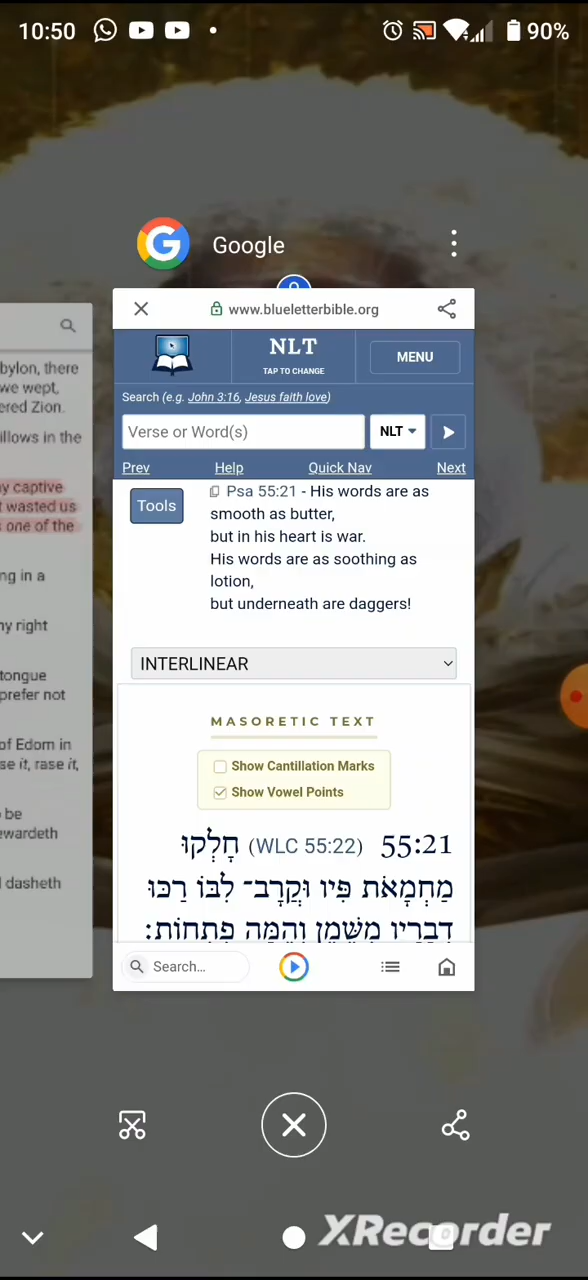 10:50
90%
Google
www.blueletterbible.org
NLT
TAP TO CHANGE
MENU
Search (e.g. John 3:16, Jesus faith love)
Verse or Word(s)
NLT
Prev Help Quick Nav Next
Tools
Psa 55:21 - His words are as
smooth as butter,
but in his heart is war.
His words are as soothing as
lotion,
but underneath are daggers!
INTERLINEAR
MASORETIC TEXT
Show Cantillation Marks
Show Vowel Points
55:21 (WLC 55:22) חָלְקוּ
מַחְמָאֹת פִּיו וּקֲרָב־ לִבּוֹ רַכּוּ
דְבָרָיו מִשֶּׁמֶן וְהֵמָּה פְתִחוֹת׃
Search...
bylon, there
we wept,
ered Zion.
illows in the
y captive
t wasted us
s one of the
ng in a
ny right
tongue
prefer not
of Edom in
se it, rase it,
be
ewardeth
dasheth
XRecorder